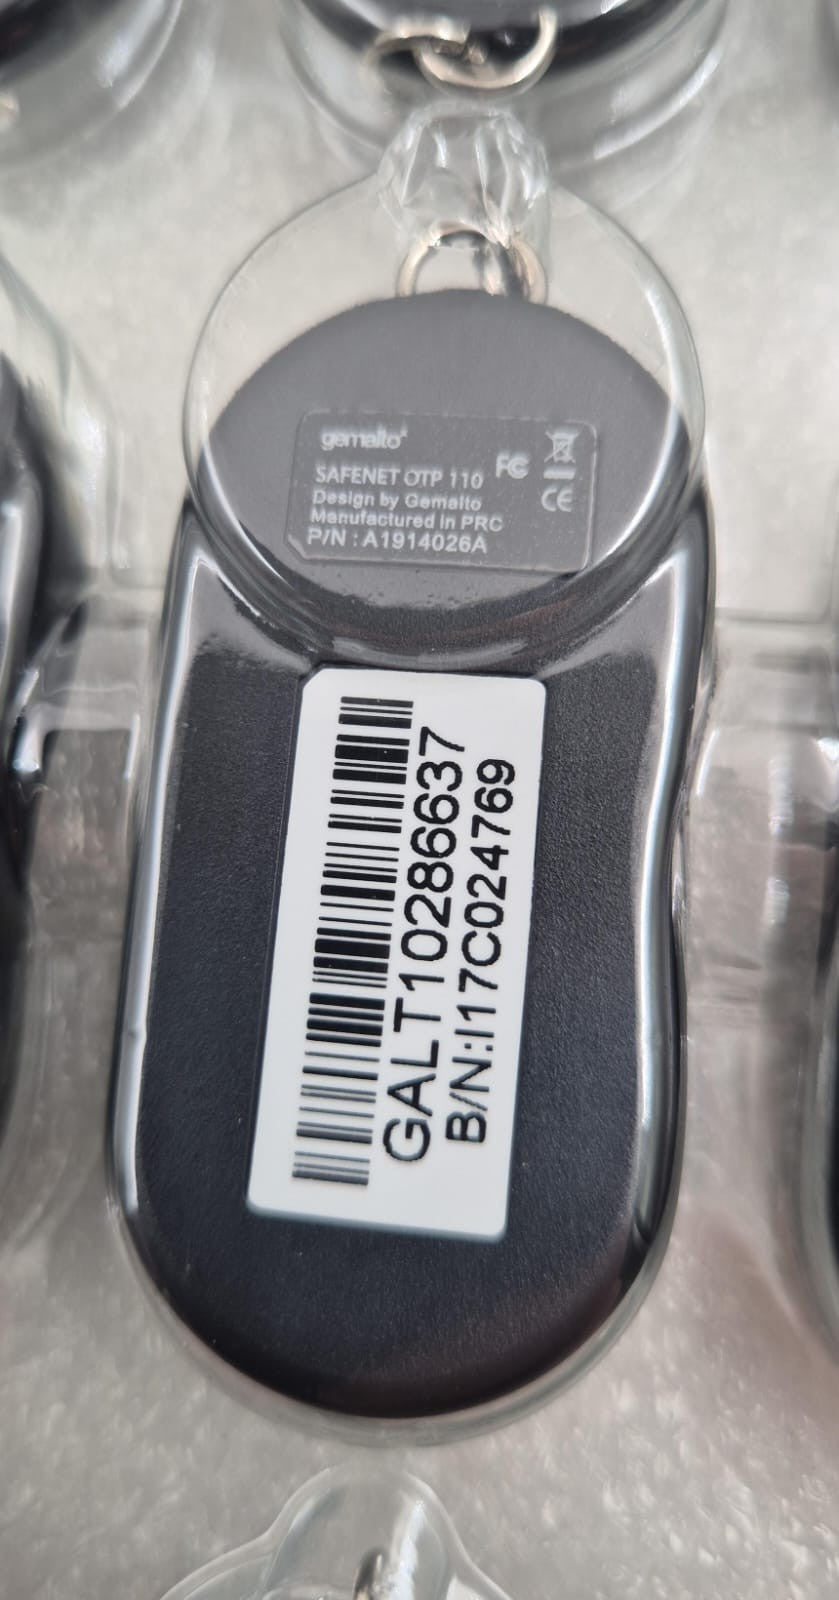 gemalto
FC
SAFENET OTP 110
CE
Design by Gemalto
Manufactured in PRC
P/N : A1914026A
GALT10286637
B/N:I17C024769